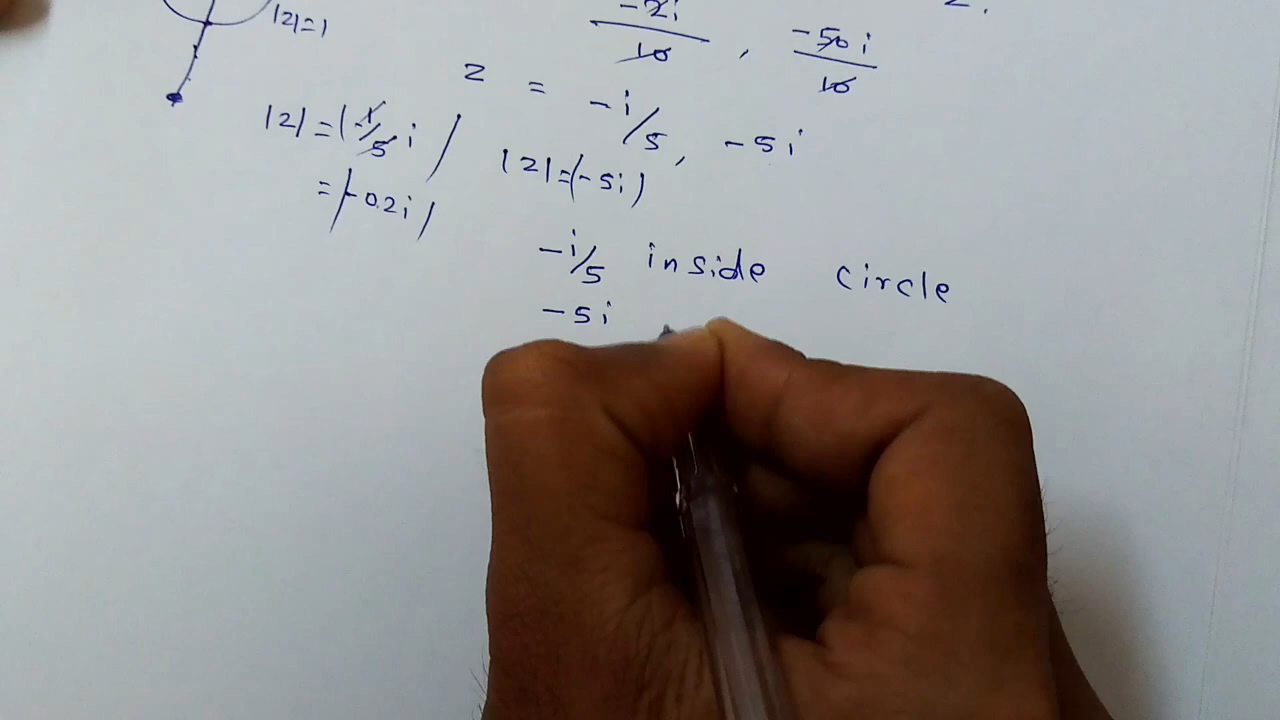 |z|=1
-2i/10 , -50i/10
z = -i/5 , -5i
|z|=|-1/5 i|
|z|=|-5i|
=|-0.2i|
-i/5 inside circle
-5i